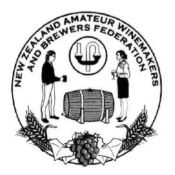 NEW ZEALAND AMATEUR WINEMAKERS
AND BREWERS FEDERATION